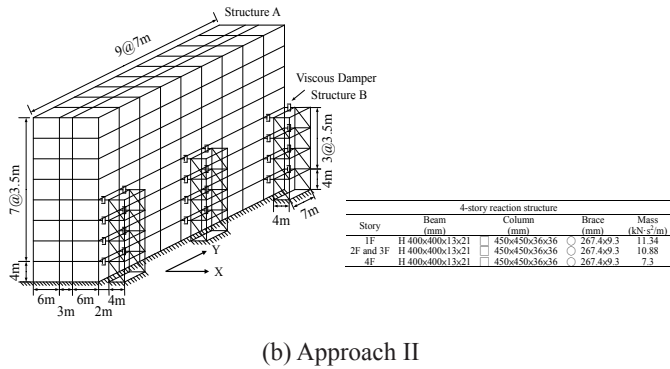 Structure A
9@7m
Viscous Damper
Structure B
7@3.5m
4m
3@3.5m
4m
4m
7m
Y
X
6m 6m 4m
3m 2m
4-story reaction structure
Story Beam (mm) Column (mm) Brace (mm) Mass (kN·s²/m)
1F H 400x400x13x21 □ 450x450x36x36 ○ 267.4x9.3 11.34
2F and 3F H 400x400x13x21 □ 450x450x36x36 ○ 267.4x9.3 10.88
4F H 400x400x13x21 □ 450x450x36x36 ○ 267.4x9.3 7.3
(b) Approach II